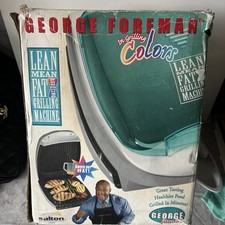 GEORGE FOREMAN
in Grilling
Colors
LEAN
MEAN
FAT
GRILLING
MACHINE
LEAN
FAT
GRILLING
MACHINE
Great Tasting
Healthier Food
Grilled in Minutes!
salton
GEORGE